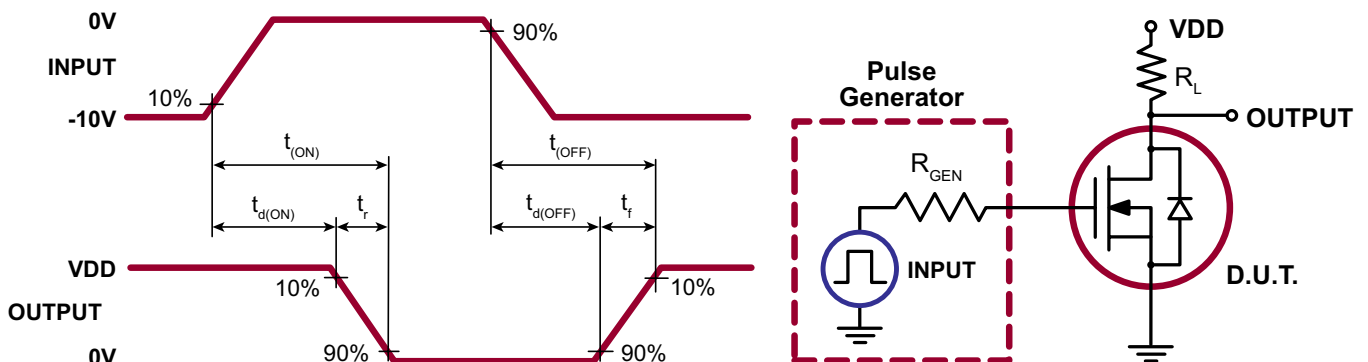 0V
90%
INPUT
10%
-10V
t(ON)
t(OFF)
td(ON)
tr
td(OFF)
tf
VDD
10%
10%
OUTPUT
90%
90%
0V
Pulse
Generator
RGEN
INPUT
VDD
RL
OUTPUT
D.U.T.